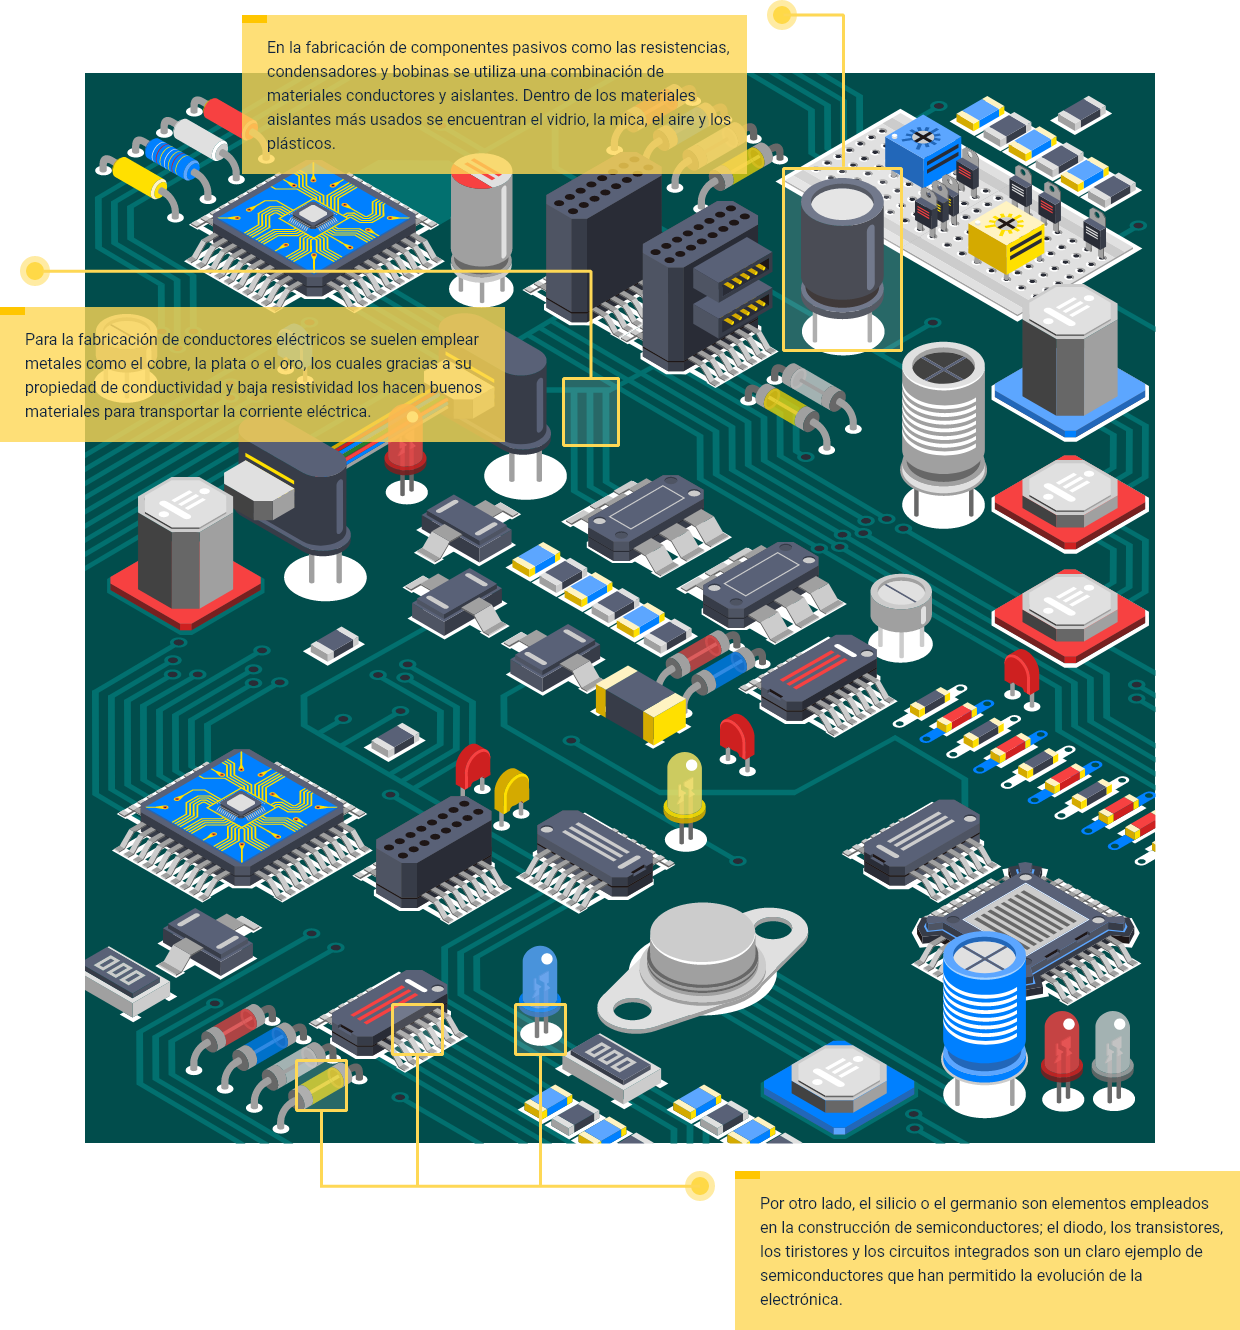 En la fabricación de componentes pasivos como las resistencias,
condensadores y bobinas se utiliza una combinación de
materiales conductores y aislantes. Dentro de los materiales
aislantes más usados se encuentran el vidrio, la mica, el aire y los
plásticos.
Para la fabricación de conductores eléctricos se suelen emplear
metales como el cobre, la plata o el oro, los cuales gracias a su
propiedad de conductividad y baja resistividad los hacen buenos
materiales para transportar la corriente eléctrica.
000
000
Por otro lado, el silicio o el germanio son elementos empleados
en la construcción de semiconductores; el diodo, los transistores,
los tiristores y los circuitos integrados son un claro ejemplo de
semiconductores que han permitido la evolución de la
electrónica.